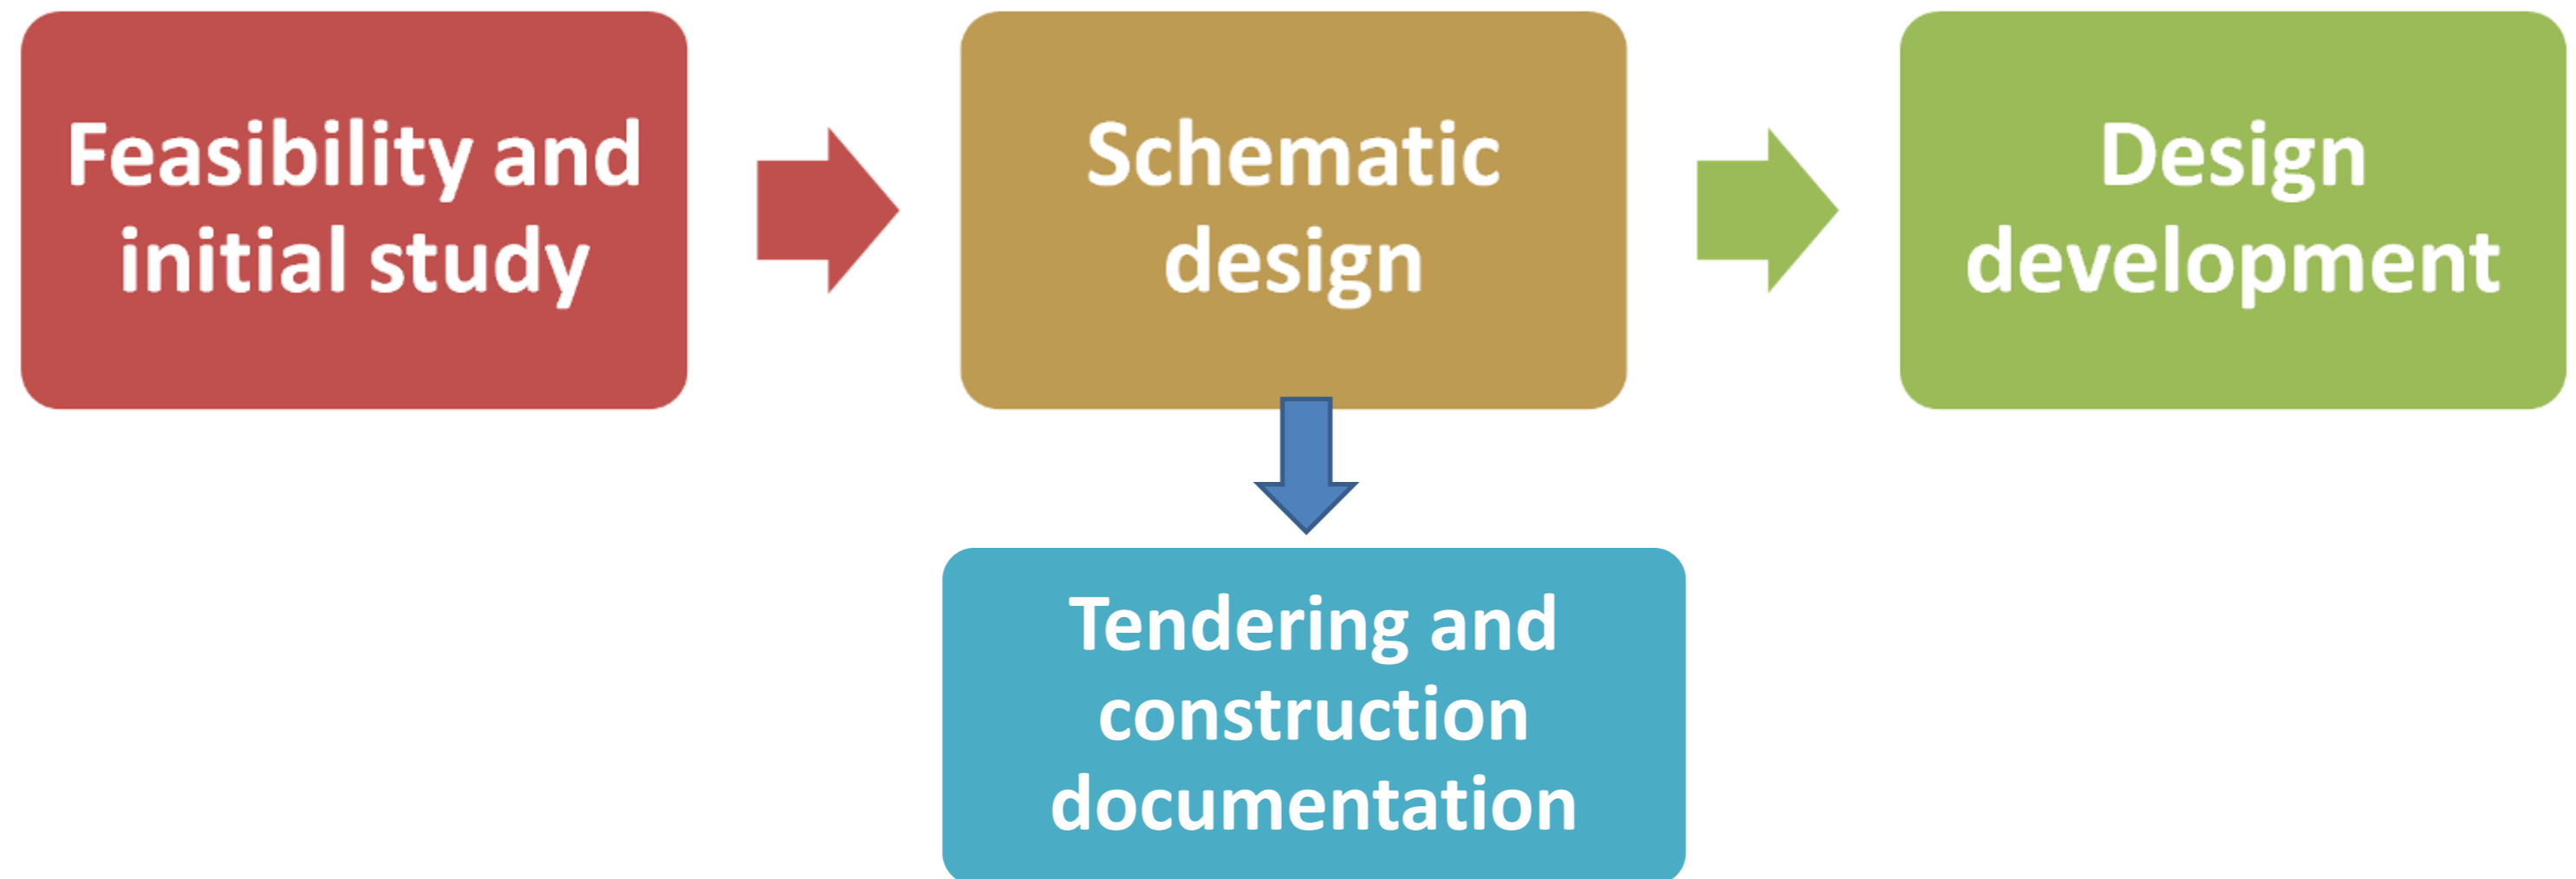 Feasibility and
initial study
Schematic
design
Design
development
Tendering and
construction
documentation